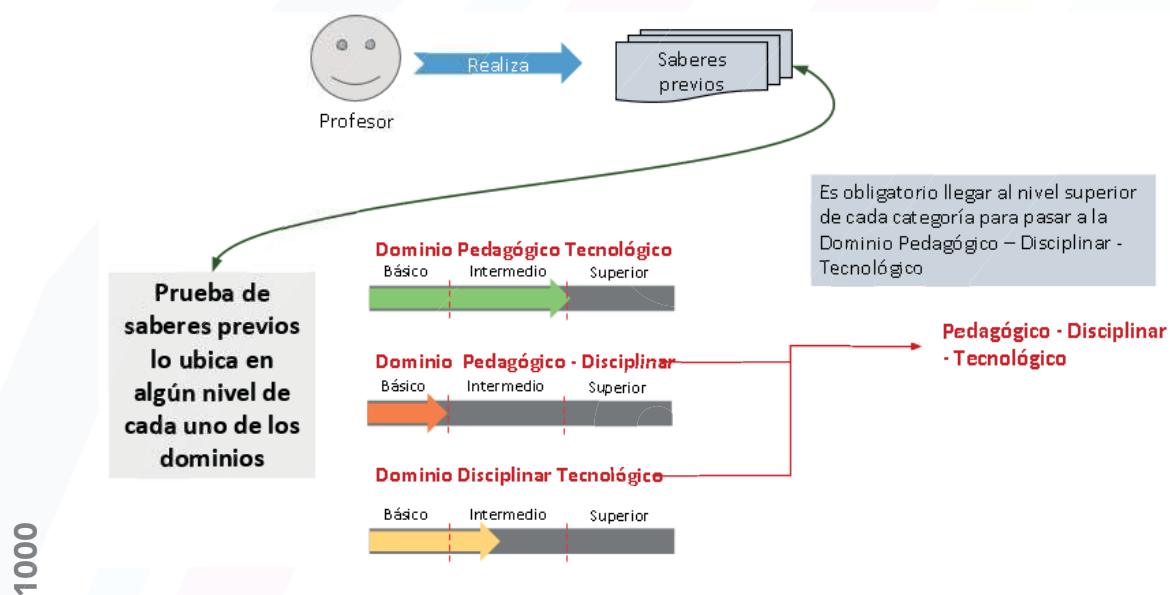 Realiza
Saberes
previos
Profesor
Es obligatorio llegar al nivel superior
de cada categoría para pasar a la
Dominio Pedagógico – Disciplinar -
Tecnológico
Prueba de
saberes previos
lo ubica en
algún nivel de
cada uno de los
dominios
Dominio Pedagógico Tecnológico
Básico Intermedio Superior
Dominio Pedagógico - Disciplinar
Básico Intermedio Superior
Dominio Disciplinar Tecnológico
Básico Intermedio Superior
Pedagógico - Disciplinar
- Tecnológico
1000